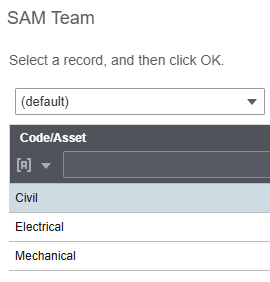 SAM Team
Select a record, and then click OK.
(default)
Code/Asset
[A]
Civil
Electrical
Mechanical